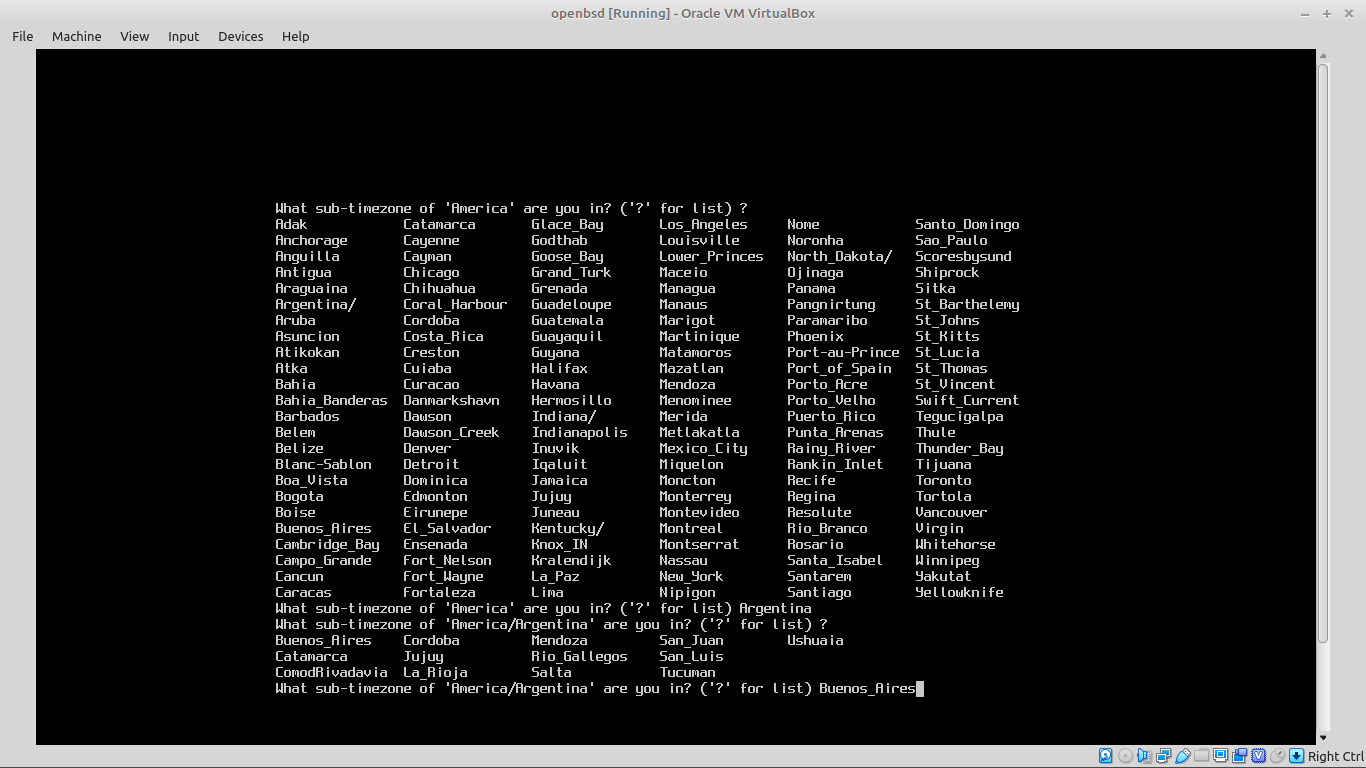 openbsd [Running] - Oracle VM VirtualBox
File Machine View Input Devices Help
What sub-timezone of 'America' are you in? ('?' for list) ?
Adak Catamarca Glace_Bay Los_Angeles Nome Santo_Domingo
Anchorage Cayenne Godthab Louisville Noronha Sao_Paulo
Anguilla Cayman Goose_Bay Lower_Princes North_Dakota/ Scoresbysund
Antigua Chicago Grand_Turk Maceio Ojinaga Shiprock
Araguaina Chihuahua Grenada Managua Panama Sitka
Argentina/ Coral_Harbour Guadeloupe Manaus Pangnirtung St_Barthelemy
Aruba Cordoba Guatemala Marigot Paramaribo St_Johns
Asuncion Costa_Rica Guayaquil Martinique Phoenix St_Kitts
Atikokan Creston Guyana Matamoros Port-au-Prince St_Lucia
Atka Cuiaba Halifax Mazatlan Port_of_Spain St_Thomas
Bahia Curacao Havana Mendoza Porto_Acre St_Vincent
Bahia_Banderas Danmarkshavn Hermosillo Menominee Porto_Velho Swift_Current
Barbados Dawson Indiana/ Merida Puerto_Rico Tegucigalpa
Belem Dawson_Creek Indianapolis Metlakatla Punta_Arenas Thule
Belize Denver Inuvik Mexico_City Rainy_River Thunder_Bay
Blanc-Sablon Detroit Iqaluit Miquelon Rankin_Inlet Tijuana
Boa_Vista Dominica Jamaica Moncton Recife Toronto
Bogota Edmonton Jujuy Monterrey Regina Tortola
Boise Eirunepe Juneau Montevideo Resolute Vancouver
Buenos_Aires El_Salvador Kentucky/ Montreal Rio_Branco Virgin
Cambridge_Bay Ensenada Knox_IN Montserrat Rosario Whitehorse
Campo_Grande Fort_Nelson Kralendijk Nassau Santa_Isabel Winnipeg
Cancun Fort_Wayne La_Paz New_York Santarem Yakutat
Caracas Fortaleza Lima Nipigon Santiago Yellowknife
What sub-timezone of 'America' are you in? ('?' for list) Argentina
What sub-timezone of 'America/Argentina' are you in? ('?' for list) ?
Buenos_Aires Cordoba Mendoza San_Juan Ushuaia
Catamarca Jujuy Rio_Gallegos San_Luis
ComodRivadavia La_Rioja Salta Tucuman
What sub-timezone of 'America/Argentina' are you in? ('?' for list) Buenos_Aires
Right Ctrl